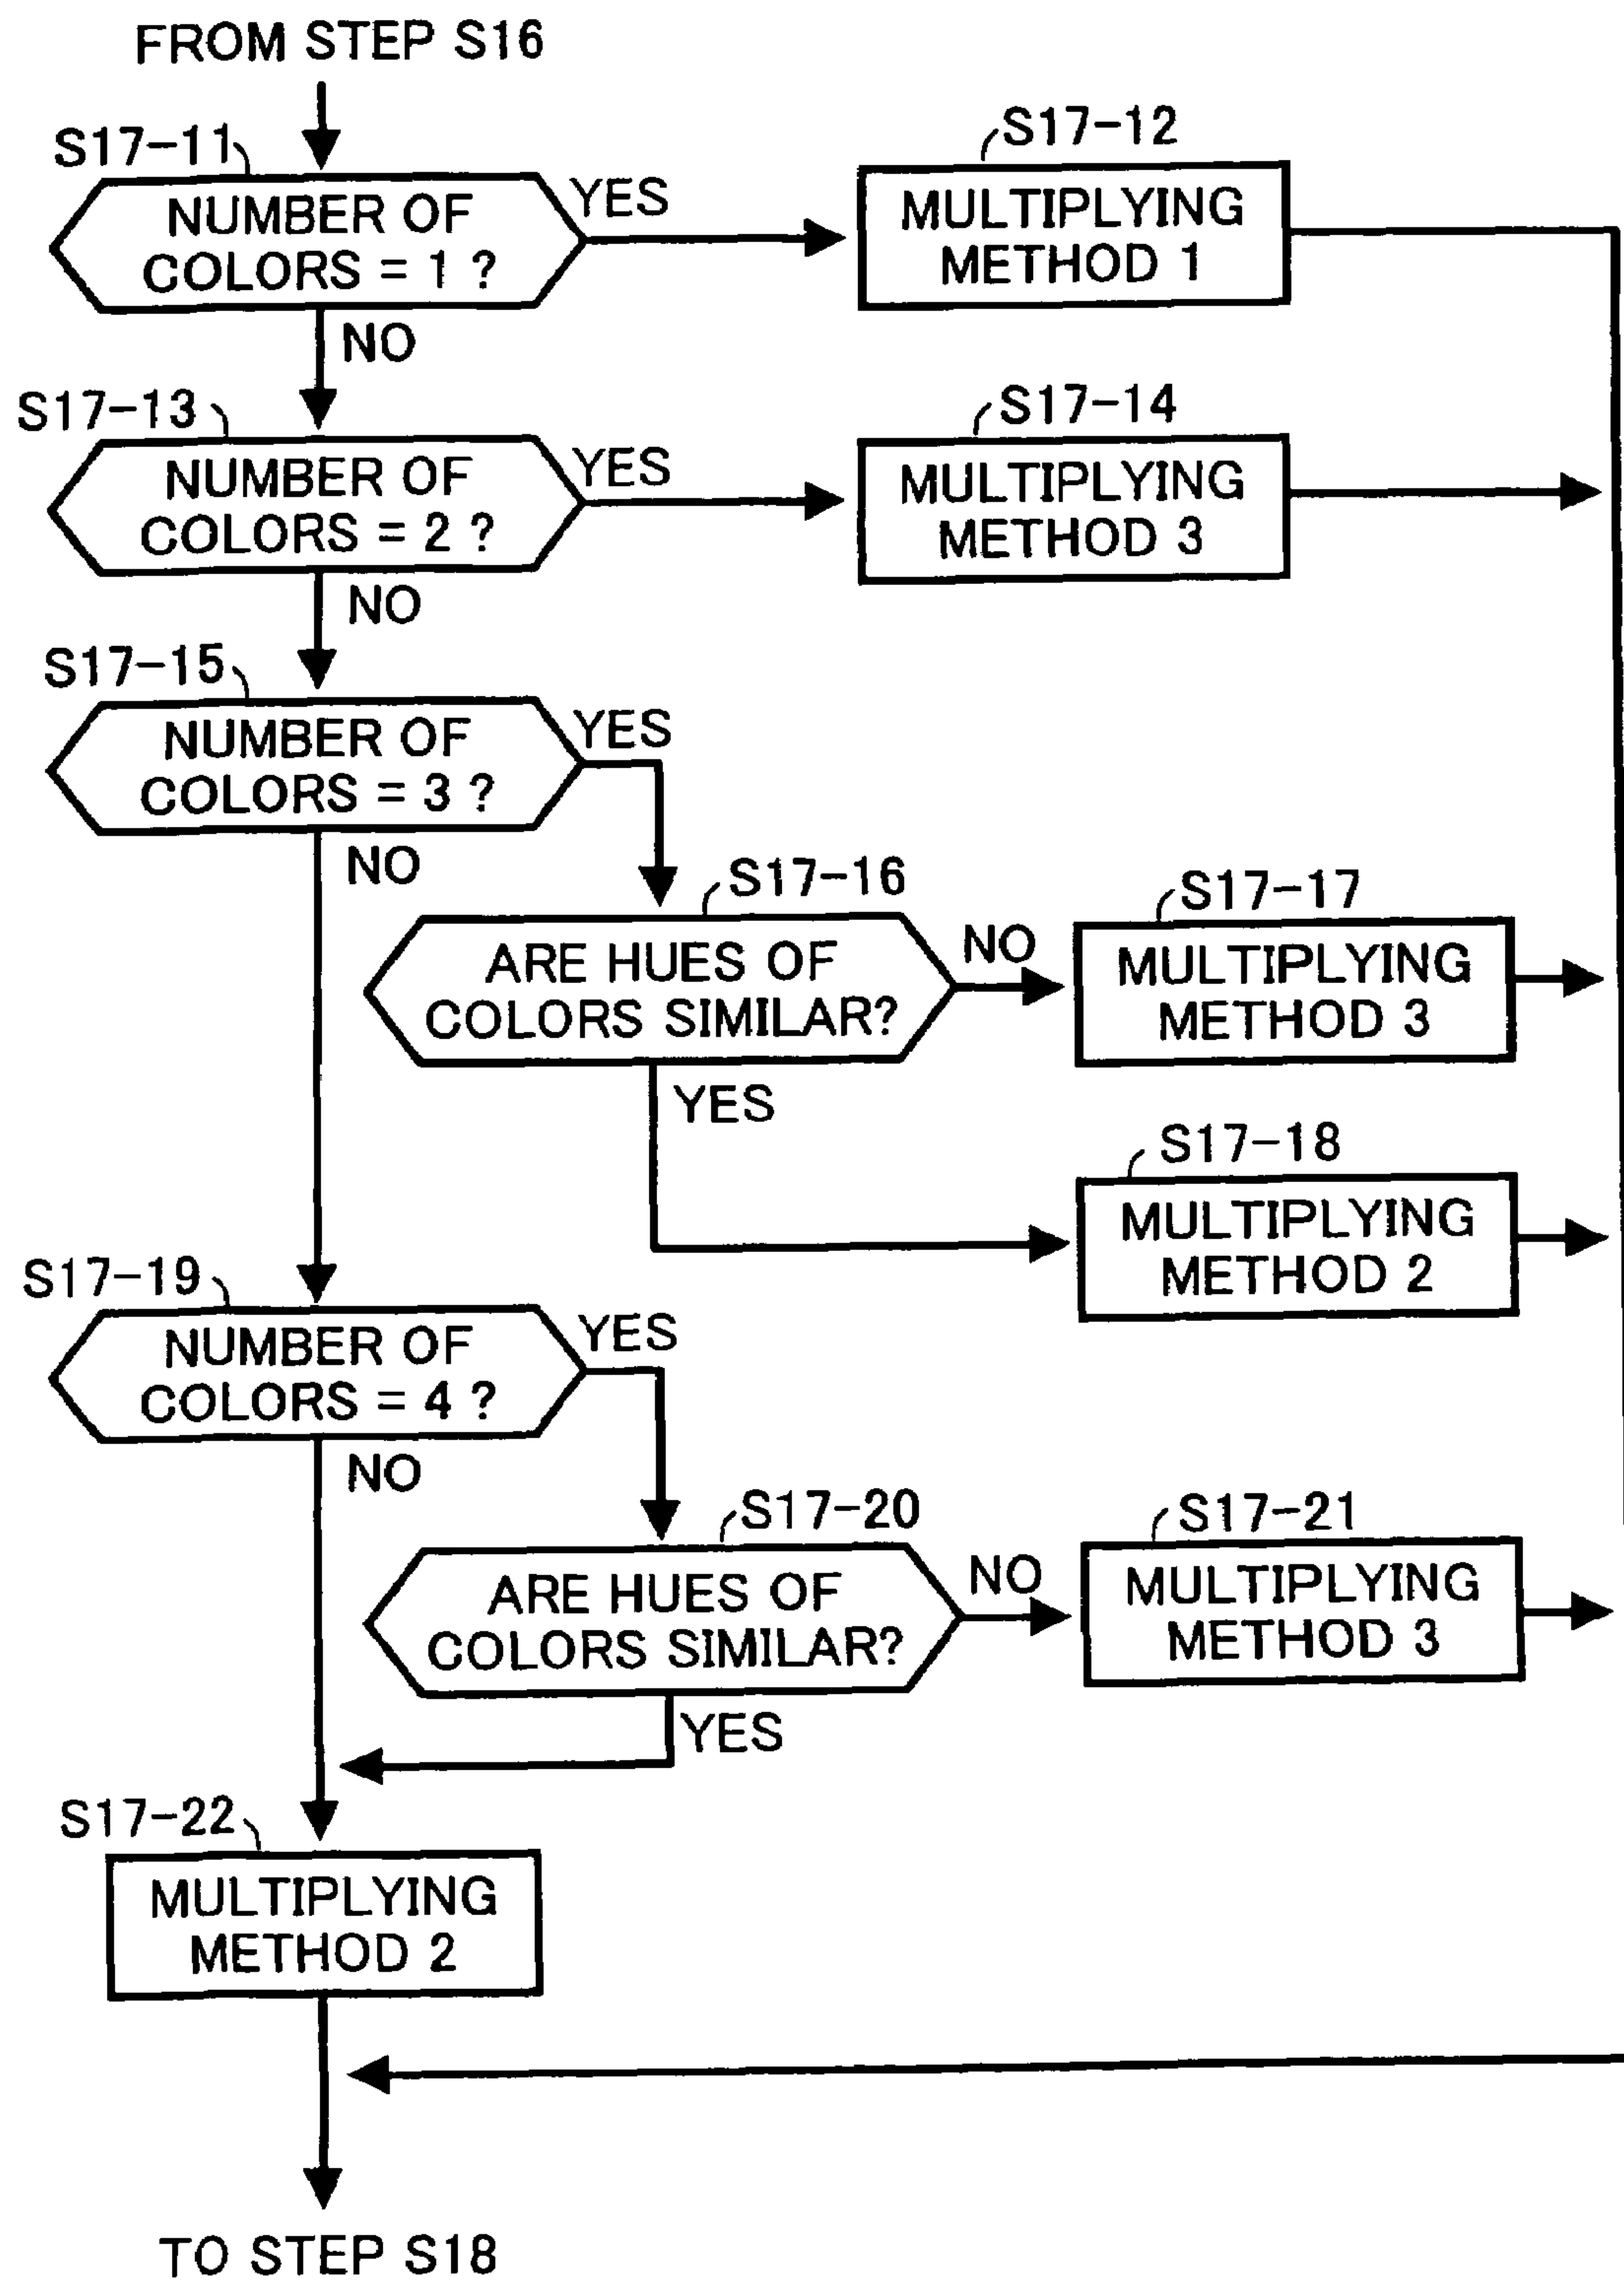 FROM STEP S16
S17-11
NUMBER OF
COLORS = 1 ?
YES
NO
S17-12
MULTIPLYING
METHOD 1
S17-13
NUMBER OF
COLORS = 2 ?
YES
NO
S17-14
MULTIPLYING
METHOD 3
S17-15
NUMBER OF
COLORS = 3 ?
YES
NO
S17-16
ARE HUES OF
COLORS SIMILAR?
NO
YES
S17-17
MULTIPLYING
METHOD 3
S17-18
MULTIPLYING
METHOD 2
S17-19
NUMBER OF
COLORS = 4 ?
YES
NO
S17-20
ARE HUES OF
COLORS SIMILAR?
NO
YES
S17-21
MULTIPLYING
METHOD 3
S17-22
MULTIPLYING
METHOD 2
TO STEP S18